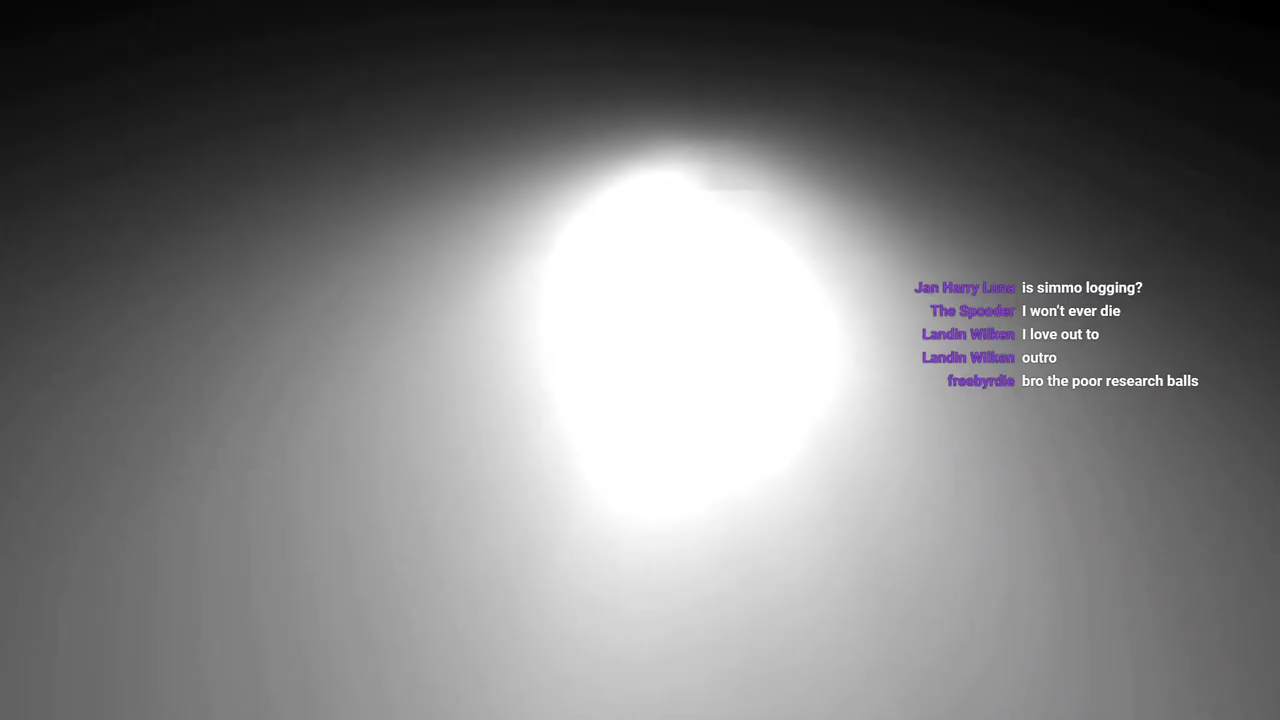 Jan Harry Luna is simmo logging?
The Spooder I won't ever die
Landin Wilken I love out to
Landin Wilken outro
freebyrdie bro the poor research balls